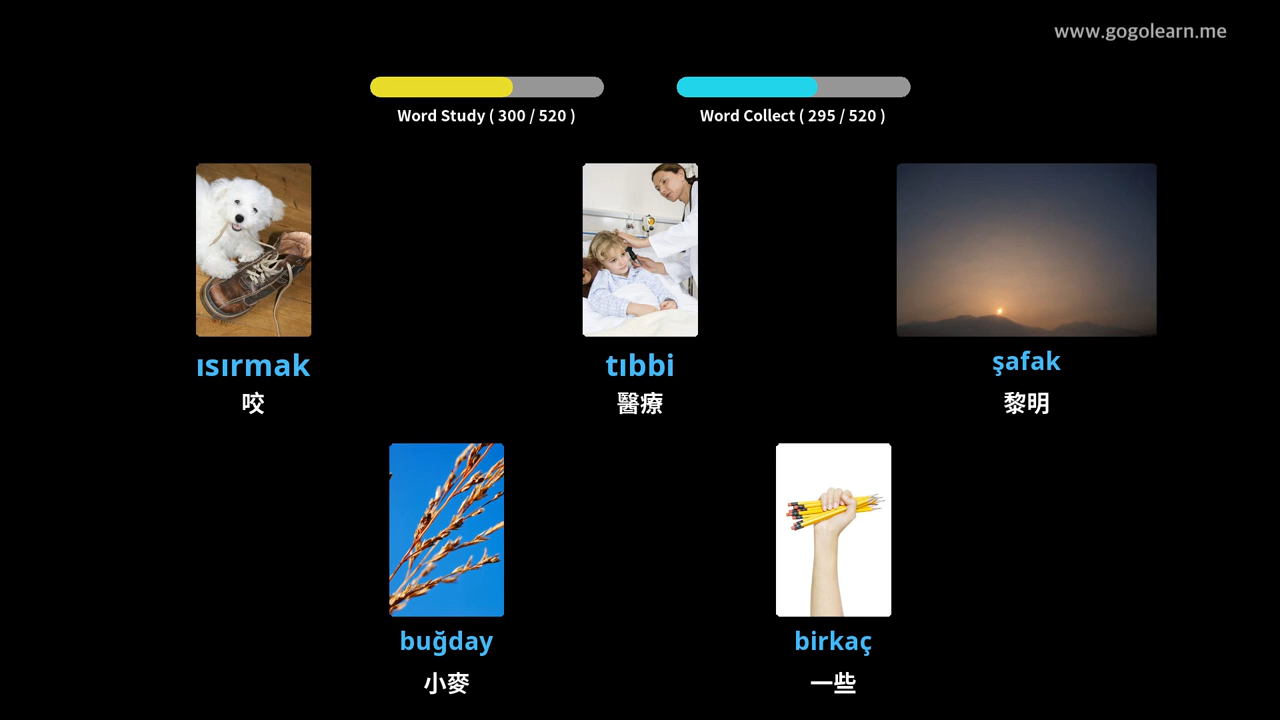 www.gogolearn.me
Word Study ( 300 / 520 )
Word Collect ( 295 / 520 )
ısırmak
咬
tıbbi
醫療
şafak
黎明
buğday
小麥
birkaç
一些